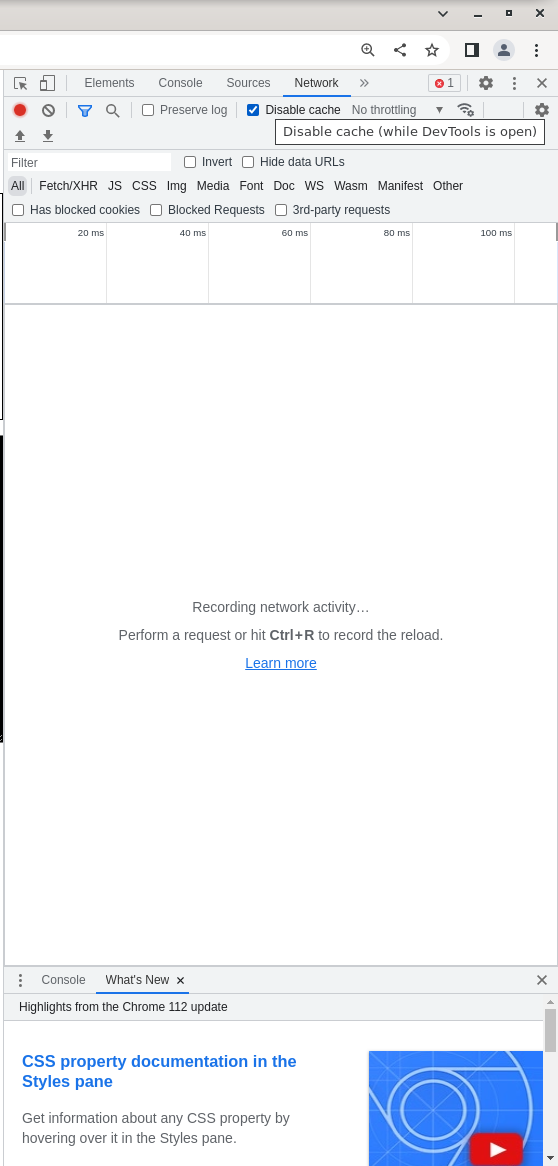 Elements Console Sources Network 1
Preserve log Disable cache No throttling
Disable cache (while DevTools is open)
Filter Invert Hide data URLs
All Fetch/XHR JS CSS Img Media Font Doc WS Wasm Manifest Other
Has blocked cookies Blocked Requests 3rd-party requests
20 ms 40 ms 60 ms 80 ms 100 ms
Recording network activity…
Perform a request or hit Ctrl+R to record the reload.
Learn more
Console What's New
Highlights from the Chrome 112 update
CSS property documentation in the
Styles pane
Get information about any CSS property by
hovering over it in the Styles pane.